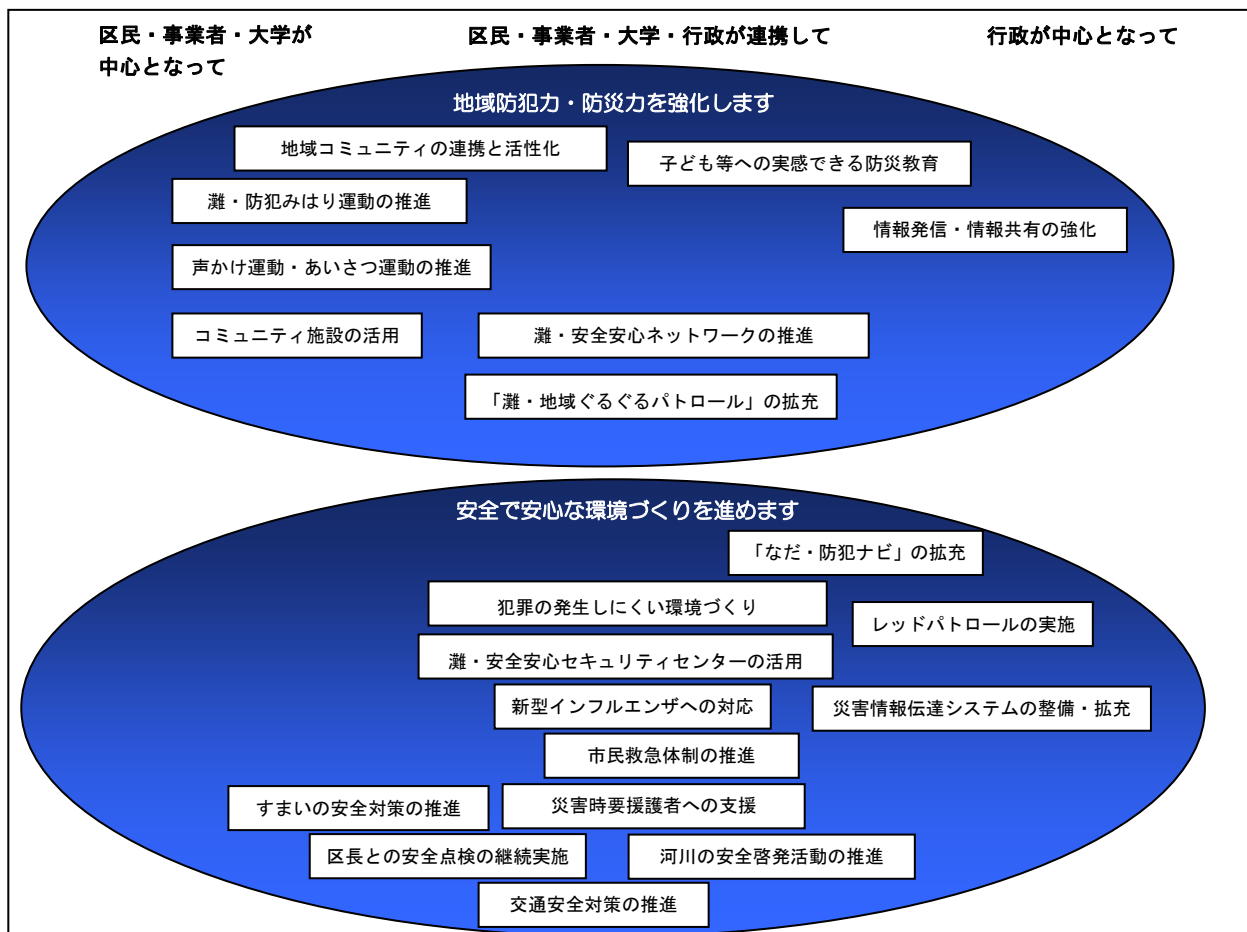 区民・事業者・大学が
中心となって
区民・事業者・大学・行政が連携して
行政が中心となって
地域防犯力・防災力を強化します
地域コミュニティの連携と活性化
子ども等への実感できる防災教育
灘・防犯みはり運動の推進
情報発信・情報共有の強化
声かけ運動・あいさつ運動の推進
コミュニティ施設の活用
灘・安全安心ネットワークの推進
「灘・地域ぐるぐるパトロール」の拡充
安全で安心な環境づくりを進めます
「なだ・防犯ナビ」の拡充
犯罪の発生しにくい環境づくり
レッドパトロールの実施
灘・安全安心セキュリティセンターの活用
新型インフルエンザへの対応
災害情報伝達システムの整備・拡充
市民救急体制の推進
すまいの安全対策の推進
災害時要援護者への支援
区長との安全点検の継続実施
河川の安全啓発活動の推進
交通安全対策の推進